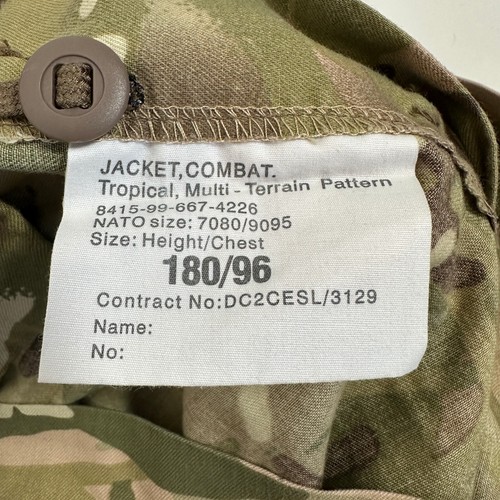 JACKET,COMBAT.
Tropical, Multi-Terrain Pattern
8415-99-667-4226
NATO size: 7080/9095
Size: Height/Chest
180/96
Contract No:DC2CESL/3129
Name:
No: